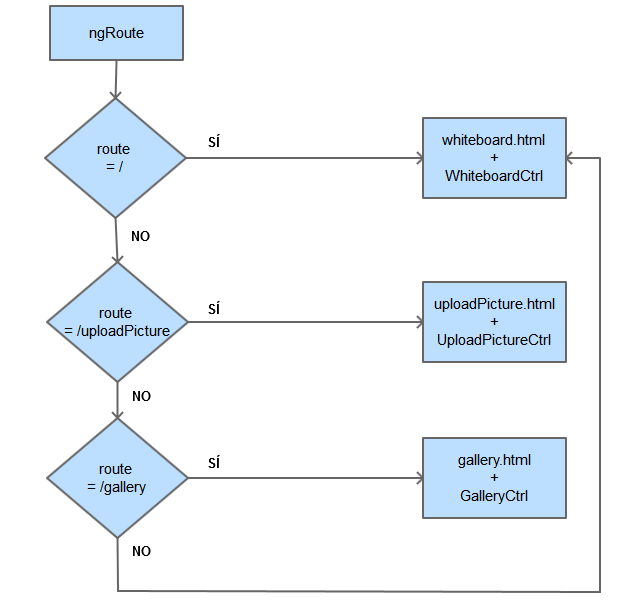 ngRoute
route
= /
SÍ
whiteboard.html
+
WhiteboardCtrl
NO
route
= /uploadPicture
SÍ
uploadPicture.html
+
UploadPictureCtrl
NO
route
= /gallery
SÍ
gallery.html
+
GalleryCtrl
NO